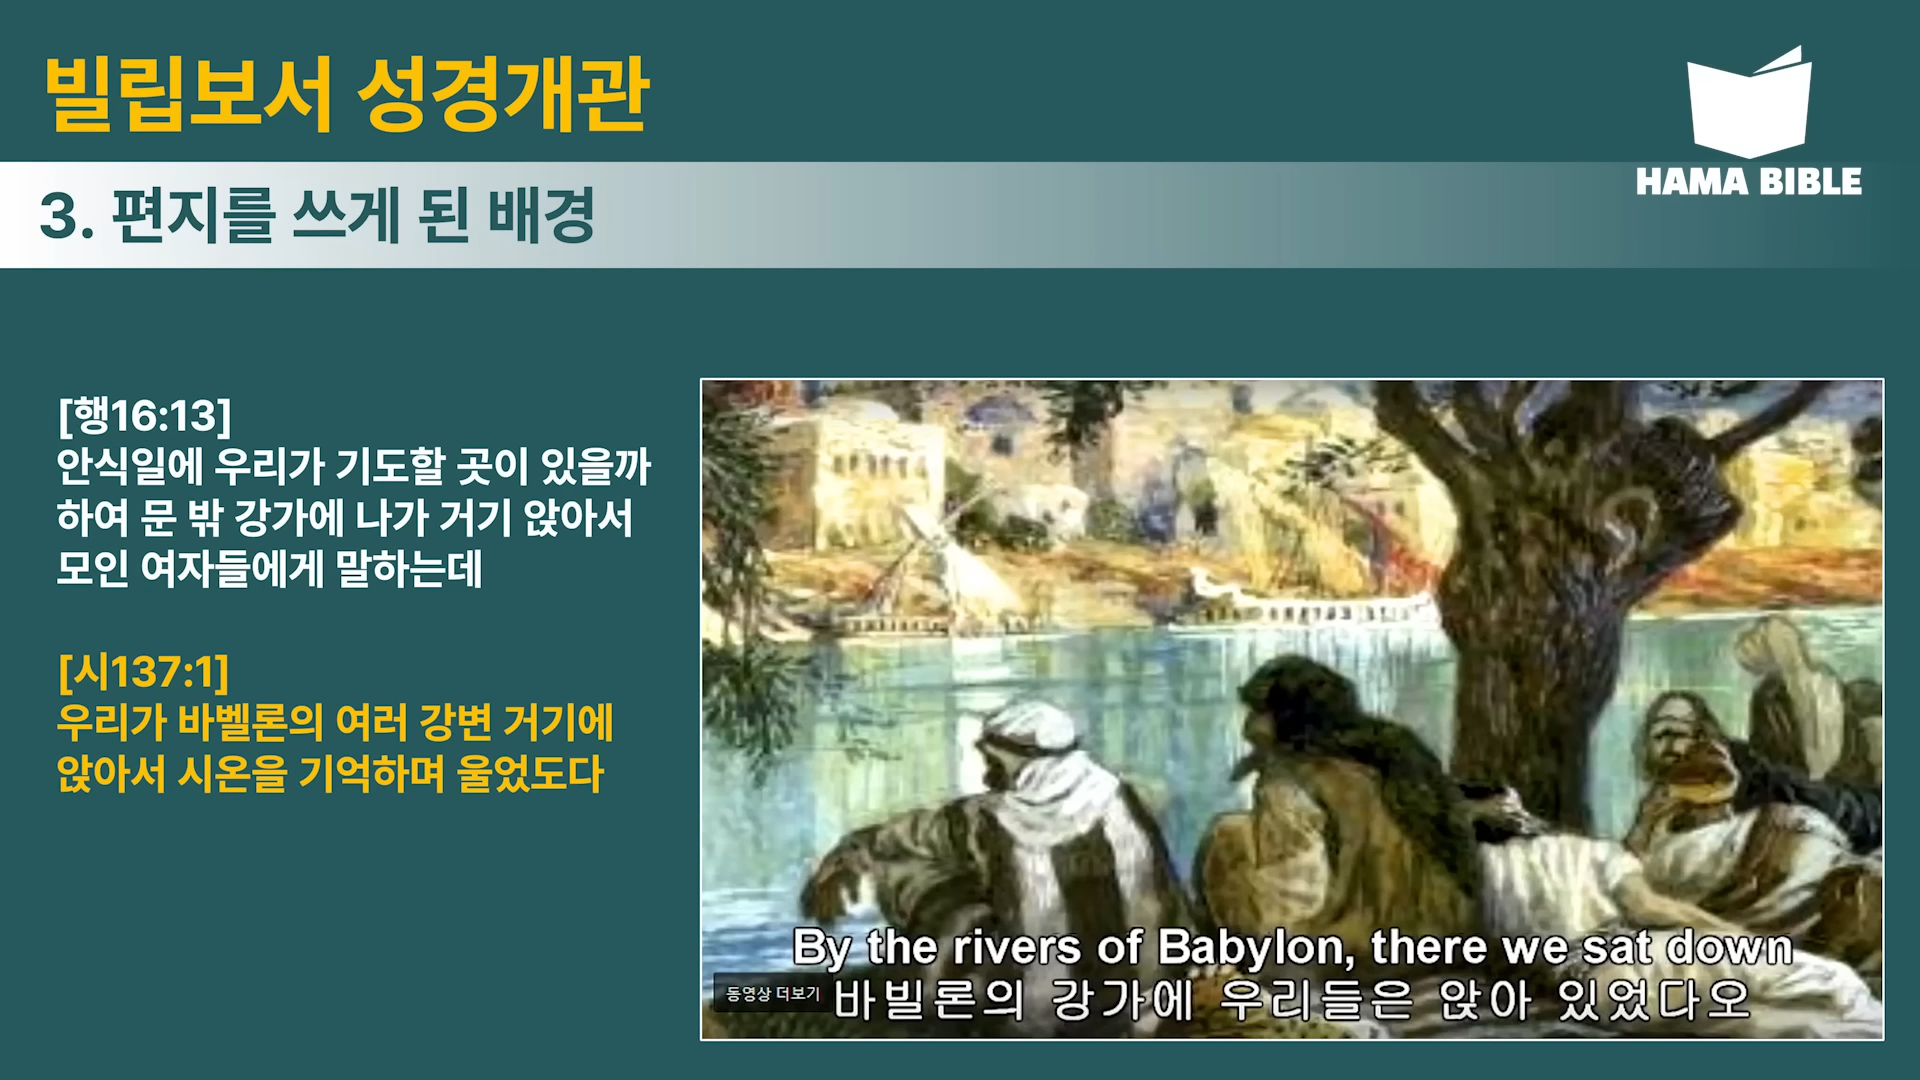 빌립보서 성경개관
HAMA BIBLE
3. 편지를 쓰게 된 배경
[행16:13]
안식일에 우리가 기도할 곳이 있을까
하여 문 밖 강가에 나가 거기 앉아서
모인 여자들에게 말하는데
[시137:1]
우리가 바벨론의 여러 강변 거기에
앉아서 시온을 기억하며 울었도다
By the rivers of Babylon, there we sat down
동영상 더보기
바빌론의 강가에 우리들은 앉아 있었다오